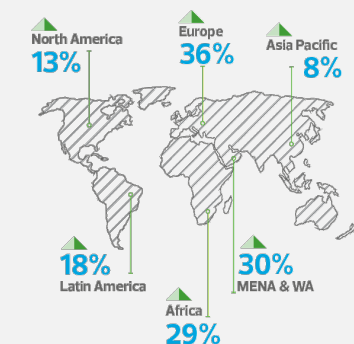 North America
13%
Europe
36%
Asia Pacific
8%
18%
Latin America
30%
MENA & WA
Africa
29%